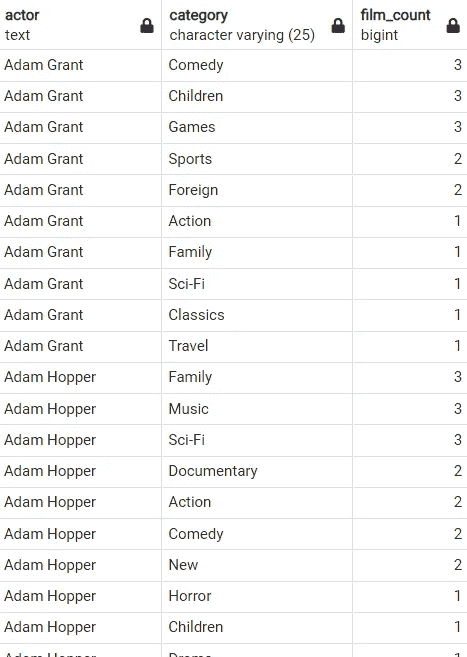 actor category film_count
text character varying (25) bigint
Adam Grant Comedy 3
Adam Grant Children 3
Adam Grant Games 3
Adam Grant Sports 2
Adam Grant Foreign 2
Adam Grant Action 1
Adam Grant Family 1
Adam Grant Sci-Fi 1
Adam Grant Classics 1
Adam Grant Travel 1
Adam Hopper Family 3
Adam Hopper Music 3
Adam Hopper Sci-Fi 3
Adam Hopper Documentary 2
Adam Hopper Action 2
Adam Hopper Comedy 2
Adam Hopper New 2
Adam Hopper Horror 1
Adam Hopper Children 1